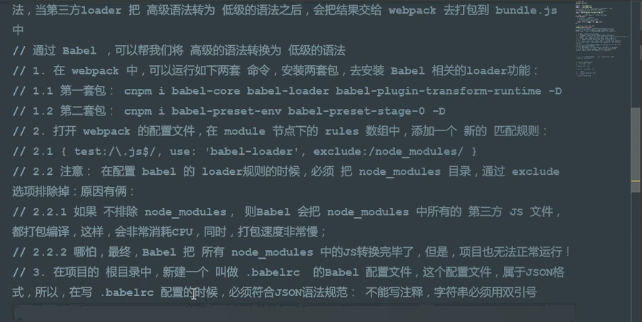 法，当第三方loader 把 高级语法转为 低级的语法之后，会把结果交给 webpack 去打包到 bundle.js
中
// 通过 Babel ，可以帮我们将 高级的语法转换为 低级的语法
// 1. 在 webpack 中，可以运行如下两套 命令，安装两套包，去安装 Babel 相关的loader功能：
// 1.1 第一套包： cnpm i babel-core babel-loader babel-plugin-transform-runtime -D
// 1.2 第二套包： cnpm i babel-preset-env babel-preset-stage-0 -D
// 2. 打开 webpack 的配置文件，在 module 节点下的 rules 数组中，添加一个 新的 匹配规则：
// 2.1 { test:/\.js$/, use: 'babel-loader', exclude:/node_modules/ }
// 2.2 注意： 在配置 babel 的 loader规则的时候，必须 把 node_modules 目录，通过 exclude
选项排除掉：原因有俩：
// 2.2.1 如果 不排除 node_modules， 则Babel 会把 node_modules 中所有的 第三方 JS 文件，
都打包编译，这样，会非常消耗CPU，同时，打包速度非常慢；
// 2.2.2 哪怕，最终，Babel 把 所有 node_modules 中的JS转换完毕了，但是，项目也无法正常运行！
// 3. 在项目的 根目录中，新建一个 叫做 .babelrc  的Babel 配置文件，这个配置文件，属于JSON格
式，所以，在写 .babelrc 配置的时候，必须符合JSON语法规范： 不能写注释，字符串必须用双引号